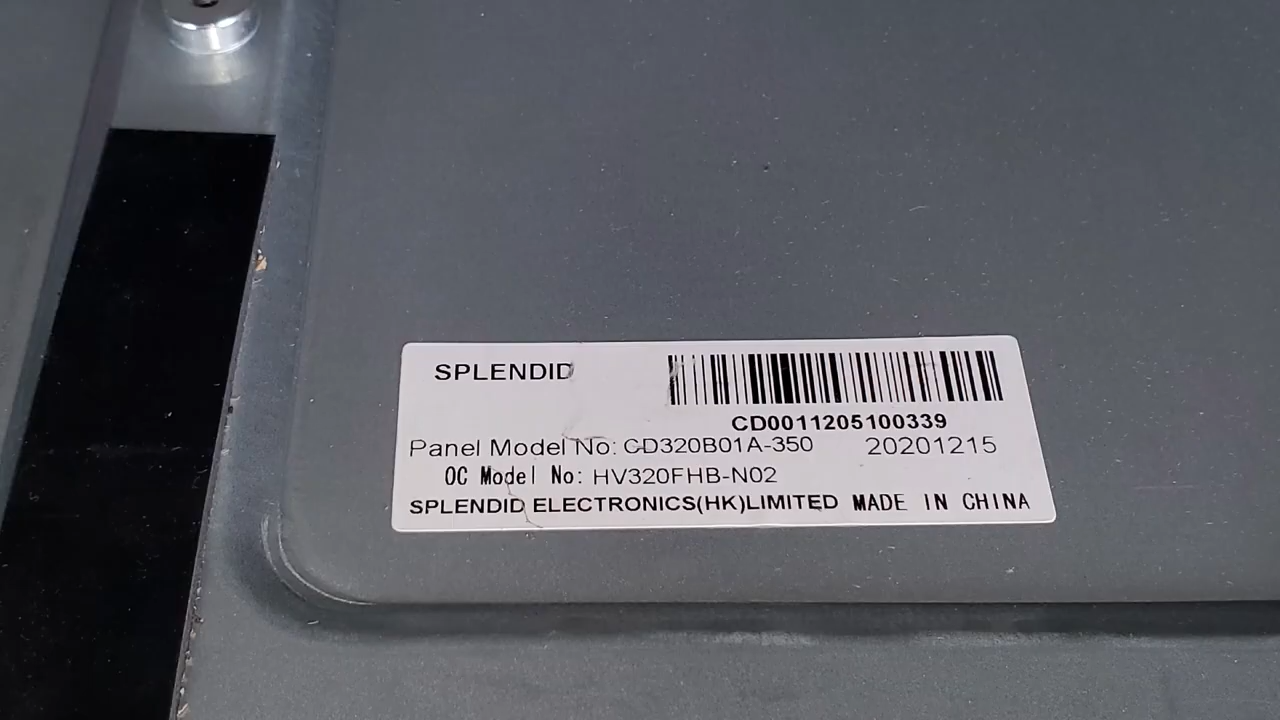 SPLENDID
CD0011205100339
Panel Model No: CD320B01A-350 20201215
OC Model No: HV320FHB-N02
SPLENDID ELECTRONICS(HK)LIMITED MADE IN CHINA